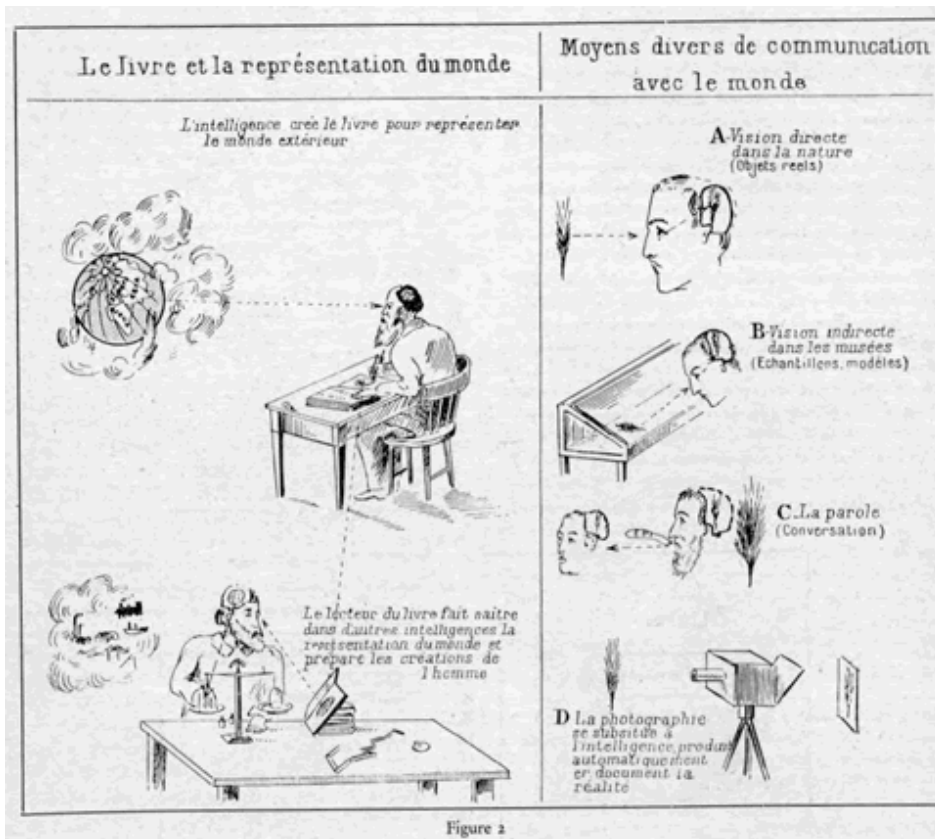 Le livre et la représentation du monde
L'intelligence crée le livre pour représenter
le monde extérieur
Le lecteur du livre fait naître
dans d'autres intelligences la
représentation du monde et
prépare les créations de
l'homme
Moyens divers de communication
avec le monde
A-Vision directe
dans la nature
(Objets réels)
B-Vision indirecte
dans les musées
(Echantillons, modèles)
C-La parole
(Conversation)
D La photographie
se substitue à
l'intelligence, produit
automatiquement
en document la
réalité
Figure 2